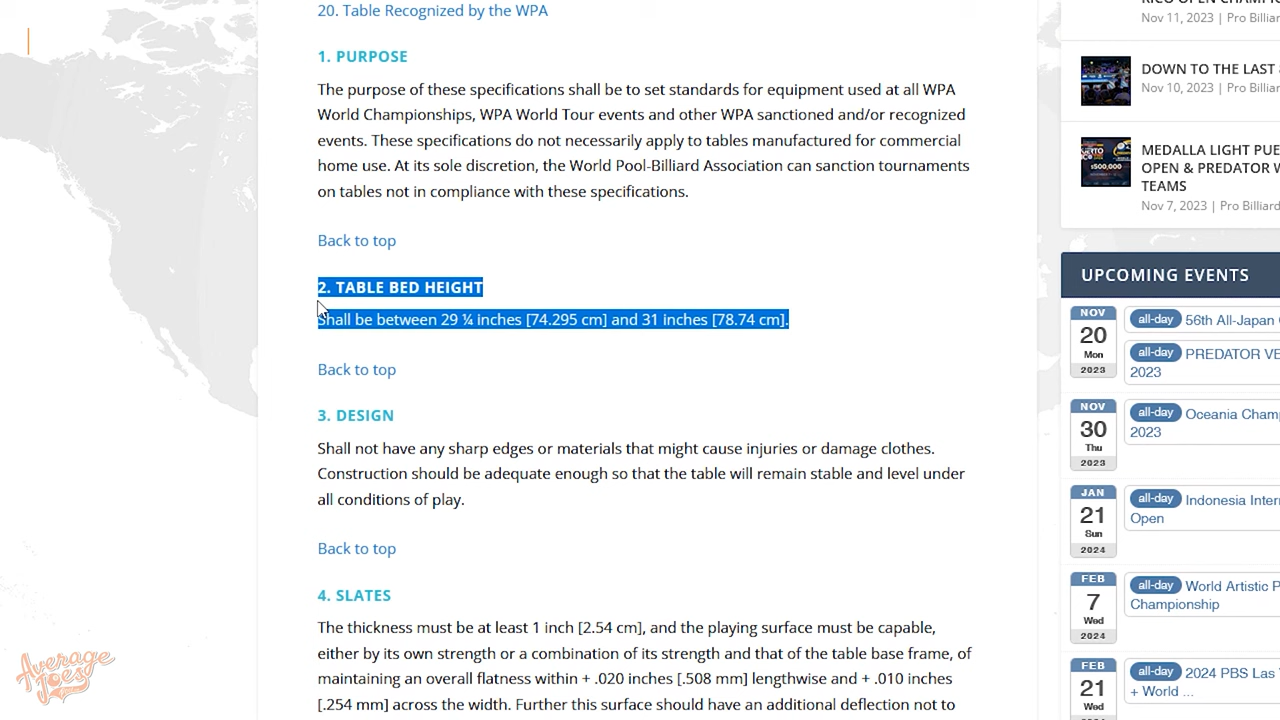 20. Table Recognized by the WPA
1. PURPOSE
The purpose of these specifications shall be to set standards for equipment used at all WPA
World Championships, WPA World Tour events and other WPA sanctioned and/or recognized
events. These specifications do not necessarily apply to tables manufactured for commercial
home use. At its sole discretion, the World Pool-Billiard Association can sanction tournaments
on tables not in compliance with these specifications.
Back to top
2. TABLE BED HEIGHT
Shall be between 29 ¼ inches [74.295 cm] and 31 inches [78.74 cm].
Back to top
3. DESIGN
Shall not have any sharp edges or materials that might cause injuries or damage clothes.
Construction should be adequate enough so that the table will remain stable and level under
all conditions of play.
Back to top
4. SLATES
The thickness must be at least 1 inch [2.54 cm], and the playing surface must be capable,
either by its own strength or a combination of its strength and that of the table base frame, of
maintaining an overall flatness within + .020 inches [.508 mm] lengthwise and + .010 inches
[.254 mm] across the width. Further this surface should have an additional deflection not to
Nov 11, 2023 | Pro Billiard
DOWN TO THE LAST
Nov 10, 2023 | Pro Billiard
MEDALLA LIGHT PUE
OPEN & PREDATOR W
TEAMS
Nov 7, 2023 | Pro Billiard
$500,000
UPCOMING EVENTS
NOV
20
Mon
2023
all-day 56th All-Japan
all-day PREDATOR VE
2023
NOV
30
Thu
2023
all-day Oceania Champ
2023
JAN
21
Sun
2024
all-day Indonesia Inter
Open
FEB
7
Wed
2024
all-day World Artistic P
Championship
FEB
21
Wed
2024
all-day 2024 PBS Las
+ World ...
Average
Joe's